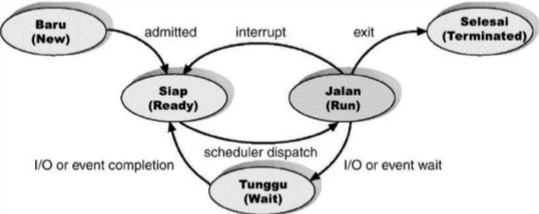 Baru
(New)
admitted
interrupt
exit
Selesai
(Terminated)
Siap
(Ready)
Jalan
(Run)
scheduler dispatch
I/O or event completion
I/O or event wait
Tunggu
(Wait)